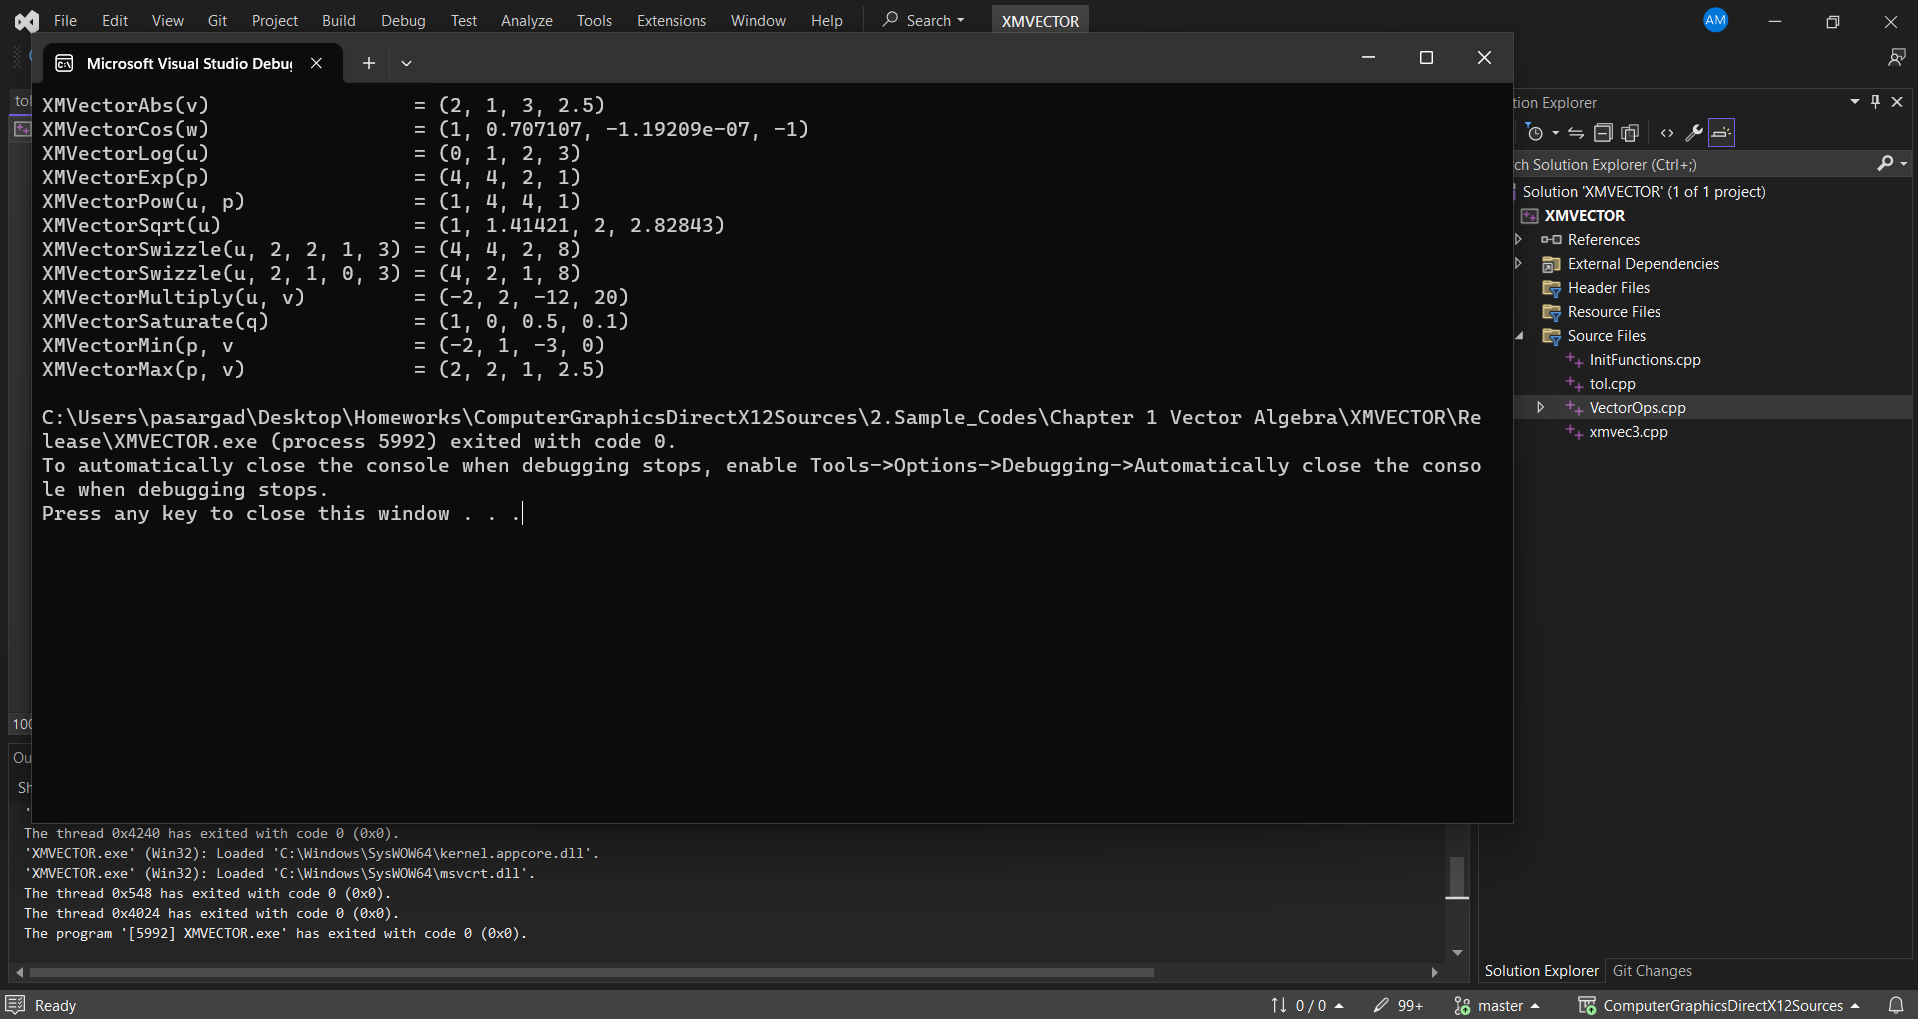 File Edit View Git Project Build Debug Test Analyze Tools Extensions Window Help Search XMVECTOR AM
Microsoft Visual Studio Debu
XMVectorAbs(v) = (2, 1, 3, 2.5)
XMVectorCos(w) = (1, 0.707107, -1.19209e-07, -1)
XMVectorLog(u) = (0, 1, 2, 3)
XMVectorExp(p) = (4, 4, 2, 1)
XMVectorPow(u, p) = (1, 4, 4, 1)
XMVectorSqrt(u) = (1, 1.41421, 2, 2.82843)
XMVectorSwizzle(u, 2, 2, 1, 3) = (4, 4, 2, 8)
XMVectorSwizzle(u, 2, 1, 0, 3) = (4, 2, 1, 8)
XMVectorMultiply(u, v) = (-2, 2, -12, 20)
XMVectorSaturate(q) = (1, 0, 0.5, 0.1)
XMVectorMin(p, v = (-2, 1, -3, 0)
XMVectorMax(p, v) = (2, 2, 1, 2.5)
C:\Users\pasargad\Desktop\Homeworks\ComputerGraphicsDirectX12Sources\2.Sample_Codes\Chapter 1 Vector Algebra\XMVECTOR\Re
lease\XMVECTOR.exe (process 5992) exited with code 0.
To automatically close the console when debugging stops, enable Tools->Options->Debugging->Automatically close the conso
le when debugging stops.
Press any key to close this window . . .
tion Explorer
ch Solution Explorer (Ctrl+;)
Solution 'XMVECTOR' (1 of 1 project)
XMVECTOR
References
External Dependencies
Header Files
Resource Files
Source Files
InitFunctions.cpp
tol.cpp
VectorOps.cpp
xmvec3.cpp
tol
100
Ou
Sh
The thread 0x4240 has exited with code 0 (0x0).
'XMVECTOR.exe' (Win32): Loaded 'C:\Windows\SysWOW64\kernel.appcore.dll'.
'XMVECTOR.exe' (Win32): Loaded 'C:\Windows\SysWOW64\msvcrt.dll'.
The thread 0x548 has exited with code 0 (0x0).
The thread 0x4024 has exited with code 0 (0x0).
The program '[5992] XMVECTOR.exe' has exited with code 0 (0x0).
Solution Explorer Git Changes
Ready 0 / 0 99+ master ComputerGraphicsDirectX12Sources